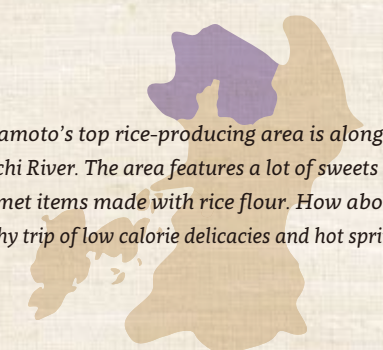 amoto’s top rice-producing area is along
chi River. The area features a lot of sweets
met items made with rice flour. How abo
hy trip of low calorie delicacies and hot spri